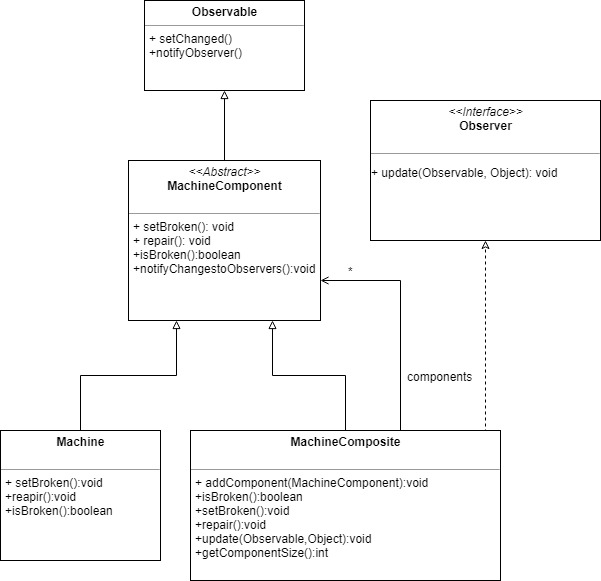 Observable
+ setChanged()
+notifyObserver()
<<Interface>>
Observer
+ update(Observable, Object): void
<<Abstract>>
MachineComponent
+ setBroken(): void
+ repair(): void
+isBroken():boolean
+notifyChangestoObservers():void
*
components
Machine
+ setBroken():void
+reapir():void
+isBroken():boolean
MachineComposite
+ addComponent(MachineComponent):void
+isBroken():boolean
+setBroken():void
+repair():void
+update(Observable,Object):void
+getComponentSize():int